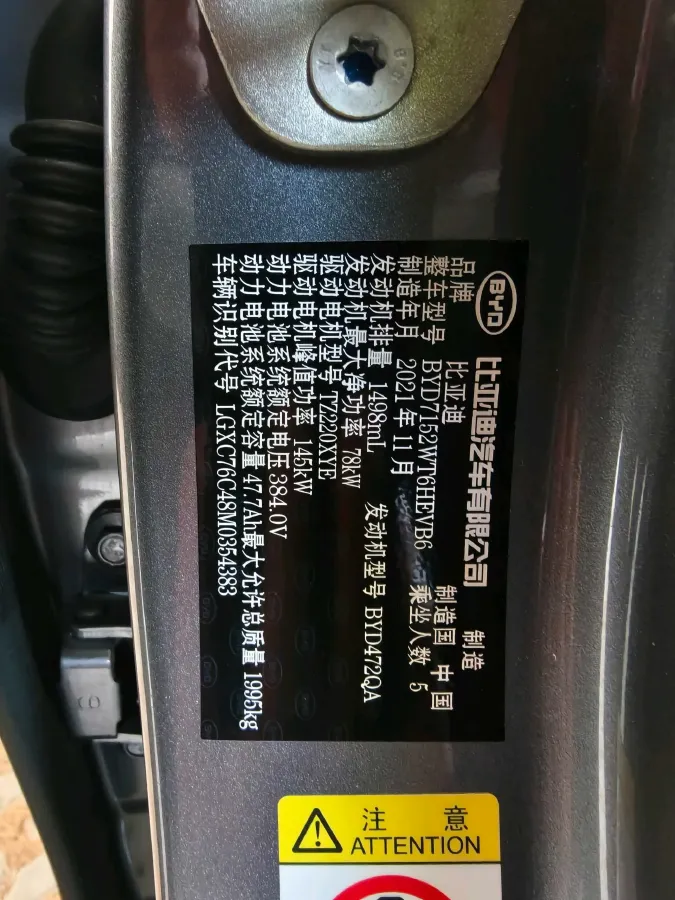 BYD 比亚迪汽车有限公司 制造
品牌 比亚迪 制造国 中国
整车型号 BYD7152WT6HEVB6 乘坐人数 5
制造年月 2021年11月
发动机排量 1498mL 发动机型号 BYD472QA
发动机最大净功率 78kW
驱动电机型号 TZ220XYE
驱动电机峰值功率 145kW
动力电池系统额定电压 384.0V
动力电池系统额定容量 47.7Ah 最大允许总质量 1995kg
车辆识别代号 LGXC76C48M0354383
注意
ATTENTION